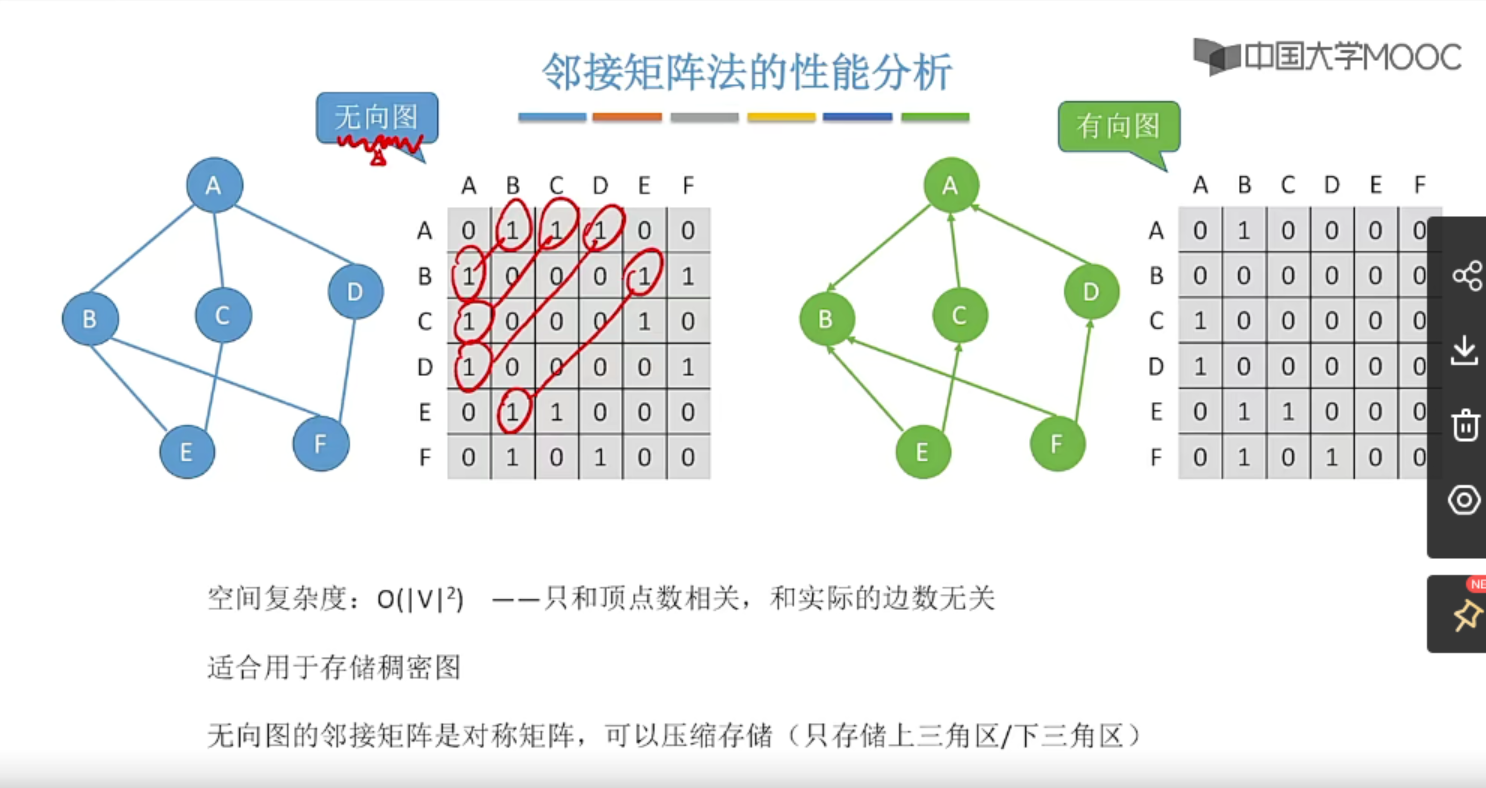 中国大学MOOC
邻接矩阵法的性能分析
无向图
有向图
A
B
C
D
E
F
A B C D E F
A 0 1 1 1 0 0
B 1 0 0 0 1 1
C 1 0 0 0 1 0
D 1 0 0 0 0 1
E 0 1 1 0 0 0
F 0 1 0 1 0 0
A
B
C
D
E
F
A B C D E F
A 0 1 0 0 0 0
B 0 0 0 0 0 0
C 1 0 0 0 0 0
D 1 0 0 0 0 0
E 0 1 1 0 0 0
F 0 1 0 1 0 0
NE
空间复杂度：O(|V|²) ——只和顶点数相关，和实际的边数无关
适合用于存储稠密图
无向图的邻接矩阵是对称矩阵，可以压缩存储（只存储上三角区/下三角区）